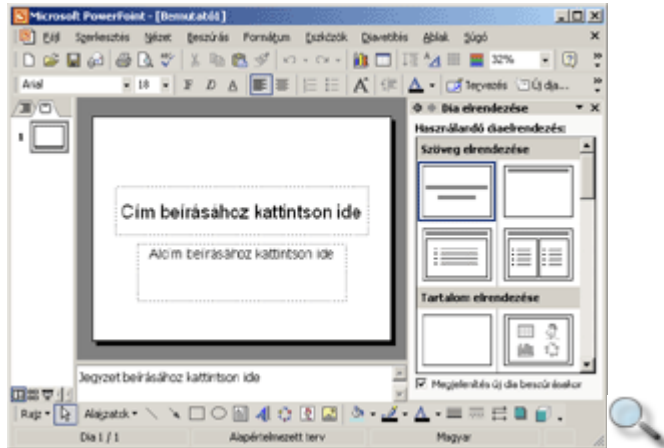 Microsoft PowerPoint - [Bemutató1]
Fájl Szerkesztés Nézet Beszúrás Formátum Eszközök Diavetítés Ablak Súgó
32%
Arial 18 F D A Tervezés Új dia...
Dia elrendezése
Használandó diaelrendezés:
Szöveg elrendezése
1
Cím beírásához kattintson ide
Alcím beírásához kattintson ide
Tartalom elrendezése
Jegyzet beírásához kattintson ide
Megjelenítés új dia beszúrásakor
Rajz Alakzatok
Dia 1 / 1 Alapértelmezett terv Magyar